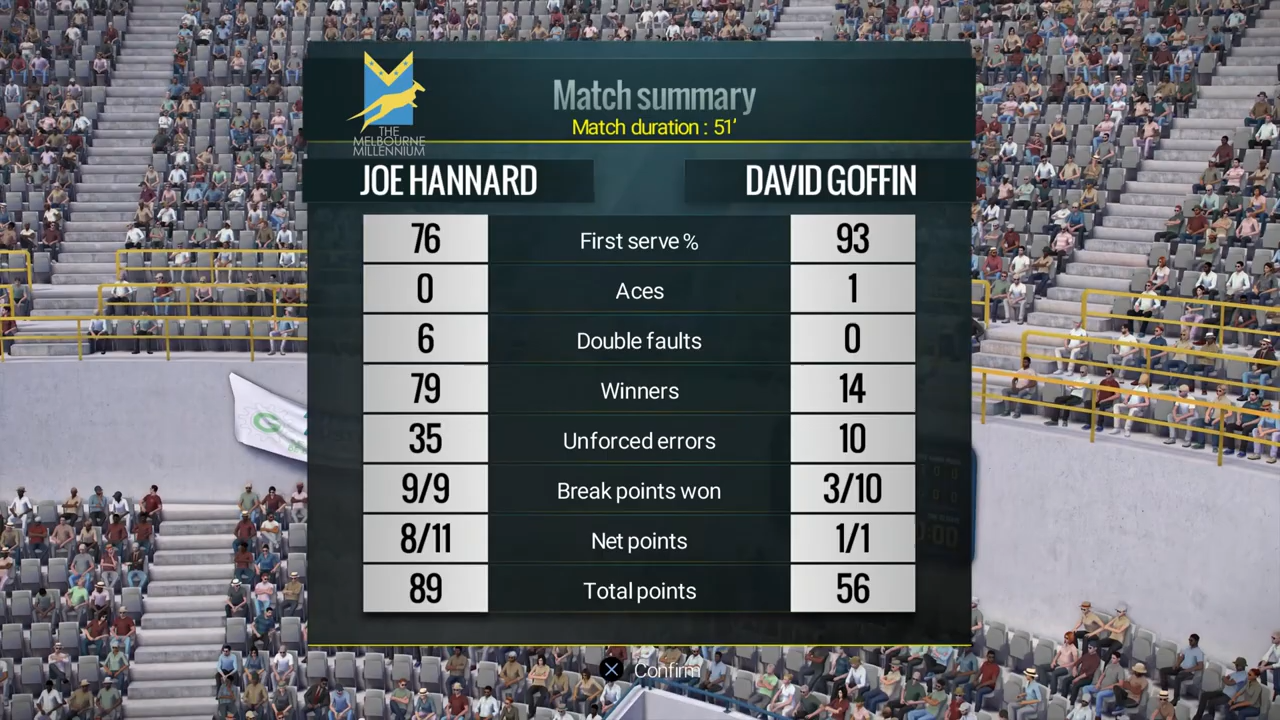 Match summary
Match duration : 51'
THE
MELBOURNE
MILLENNIUM
JOE HANNARD DAVID GOFFIN
76 First serve % 93
0 Aces 1
6 Double faults 0
79 Winners 14
35 Unforced errors 10
9/9 Break points won 3/10
8/11 Net points 1/1
89 Total points 56
G
Confirm